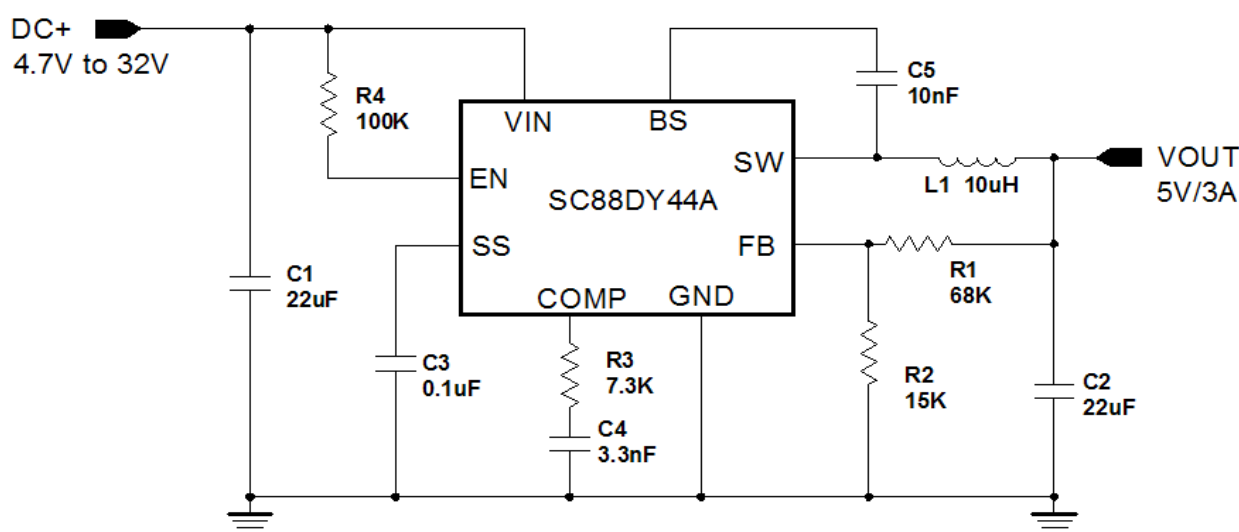 DC+
4.7V to 32V
R4
100K
C5
10nF
VIN
BS
EN
SW
SC88DY44A
L1 10uH
VOUT
5V/3A
SS
FB
C1
22uF
COMP
GND
R1
68K
C3
0.1uF
R3
7.3K
R2
15K
C2
22uF
C4
3.3nF